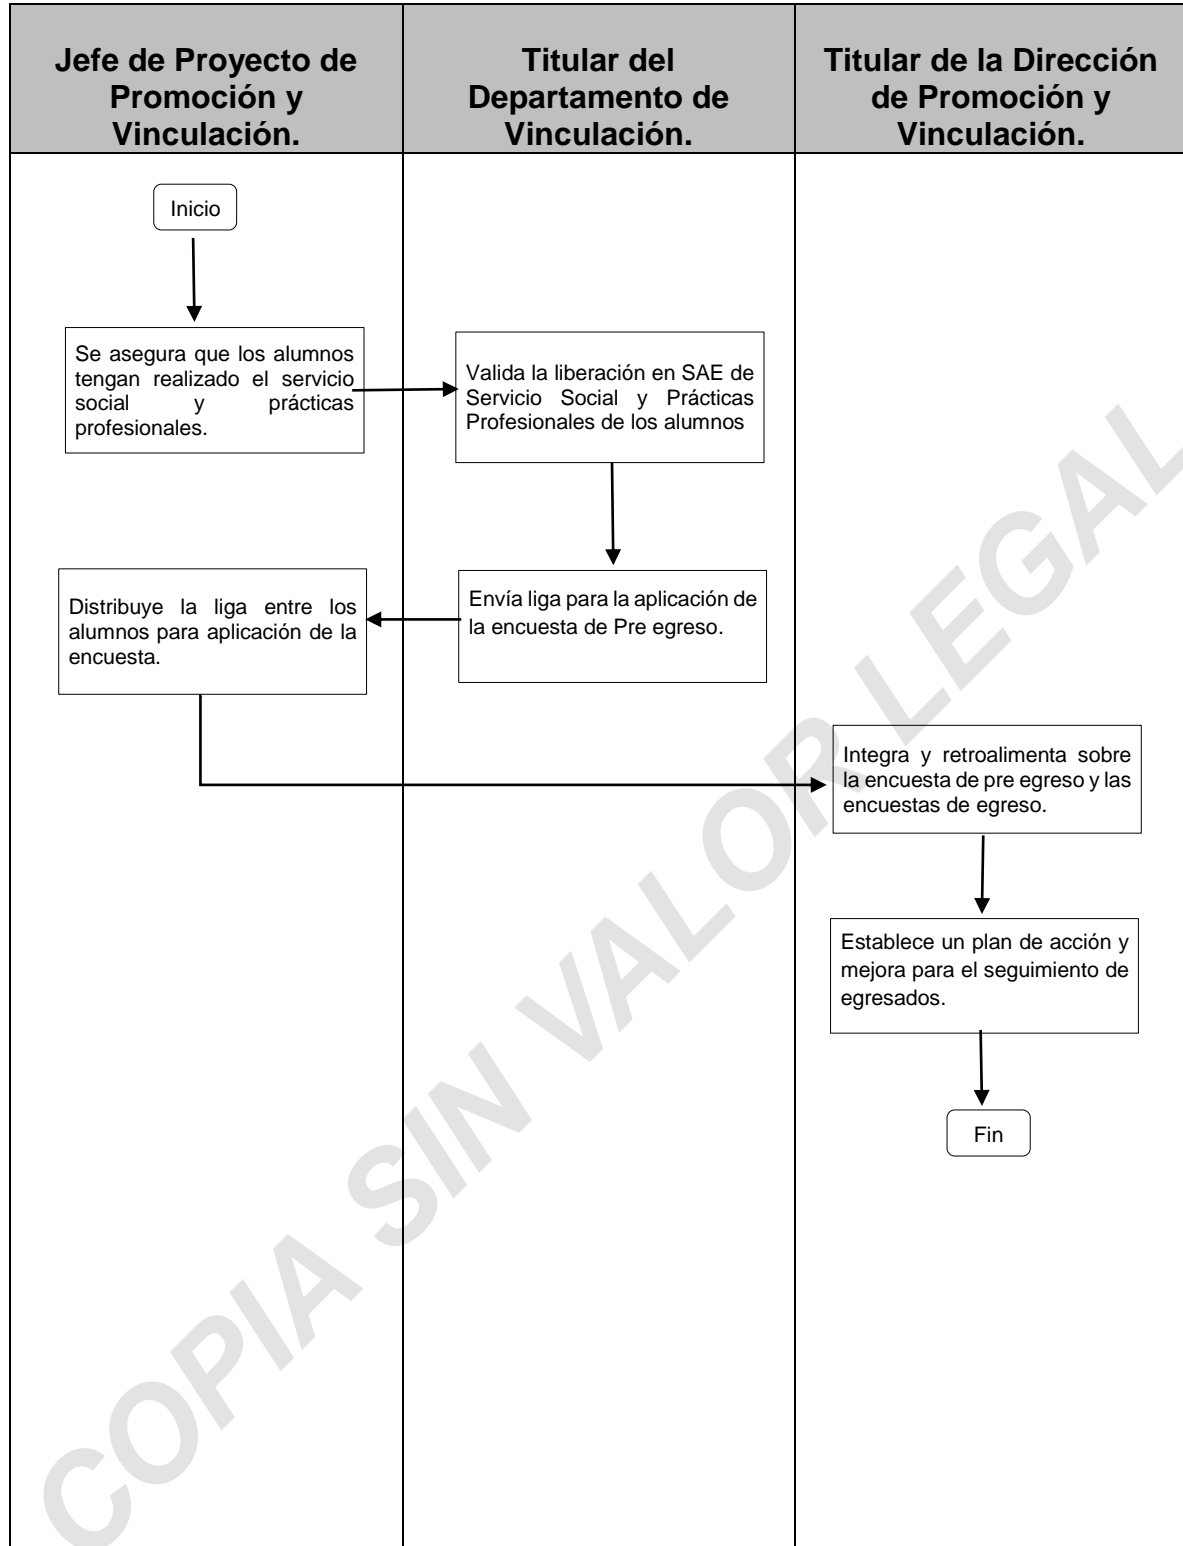 Jefe de Proyecto de
Promoción y
Vinculación.
Titular del
Departamento de
Vinculación.
Titular de la Dirección
de Promoción y
Vinculación.
Inicio
Se asegura que los alumnos
tengan realizado el servicio
social y prácticas
profesionales.
Valida la liberación en SAE de
Servicio Social y Prácticas
Profesionales de los alumnos
Envía liga para la aplicación de
la encuesta de Pre egreso.
Distribuye la liga entre los
alumnos para aplicación de la
encuesta.
Integra y retroalimenta sobre
la encuesta de pre egreso y las
encuestas de egreso.
Establece un plan de acción y
mejora para el seguimiento de
egresados.
Fin
COPIA SIN VALOR LEGAL